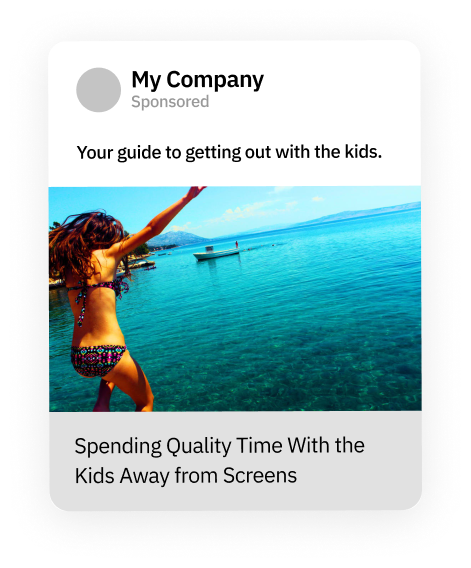 My Company
Sponsored
Your guide to getting out with the kids.
Spending Quality Time With the
Kids Away from Screens